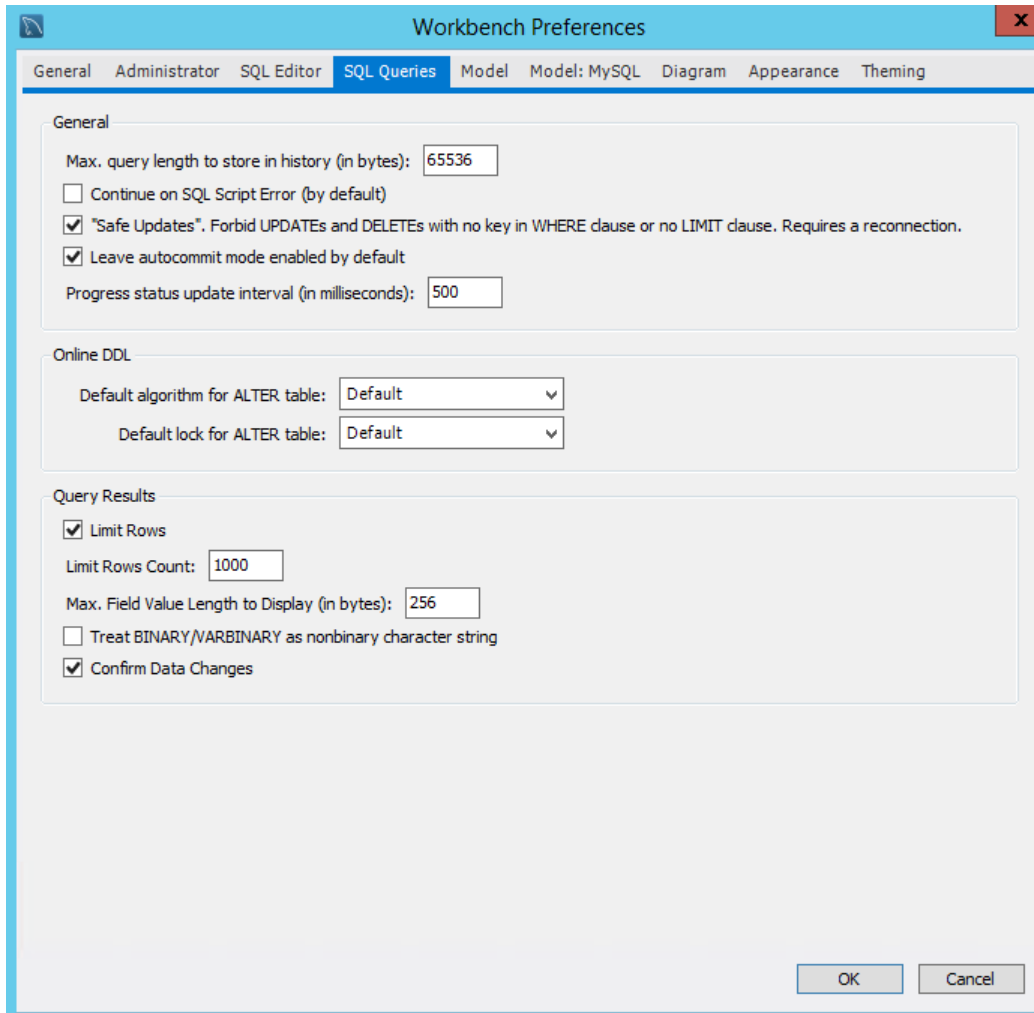 Workbench Preferences
x
General Administrator SQL Editor SQL Queries Model Model: MySQL Diagram Appearance Theming
General
Max. query length to store in history (in bytes): 65536
Continue on SQL Script Error (by default)
"Safe Updates". Forbid UPDATEs and DELETEs with no key in WHERE clause or no LIMIT clause. Requires a reconnection.
Leave autocommit mode enabled by default
Progress status update interval (in milliseconds): 500
Online DDL
Default algorithm for ALTER table: Default
Default lock for ALTER table: Default
Query Results
Limit Rows
Limit Rows Count: 1000
Max. Field Value Length to Display (in bytes): 256
Treat BINARY/VARBINARY as nonbinary character string
Confirm Data Changes
OK Cancel